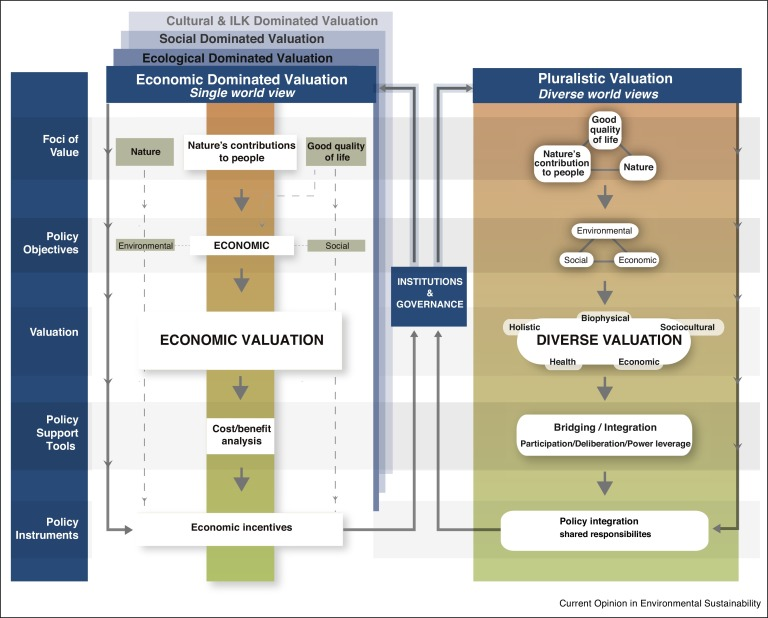 Cultural & ILK Dominated Valuation
Social Dominated Valuation
Ecological Dominated Valuation
Economic Dominated Valuation
Single world view
Pluralistic Valuation
Diverse world views
Foci of
Value
Nature
Nature's contributions
to people
Good quality
of life
Good
quality
of life
Nature's
contribution
to people
Nature
Policy
Objectives
Environmental
ECONOMIC
Social
Environmental
Social
Economic
INSTITUTIONS
&
GOVERNANCE
Valuation
ECONOMIC VALUATION
Holistic
Biophysical
Sociocultural
DIVERSE VALUATION
Health
Economic
Policy
Support
Tools
Cost/benefit
analysis
Bridging / Integration
Participation/Deliberation/Power leverage
Policy
Instruments
Economic incentives
Policy integration
shared responsibilites
Current Opinion in Environmental Sustainability